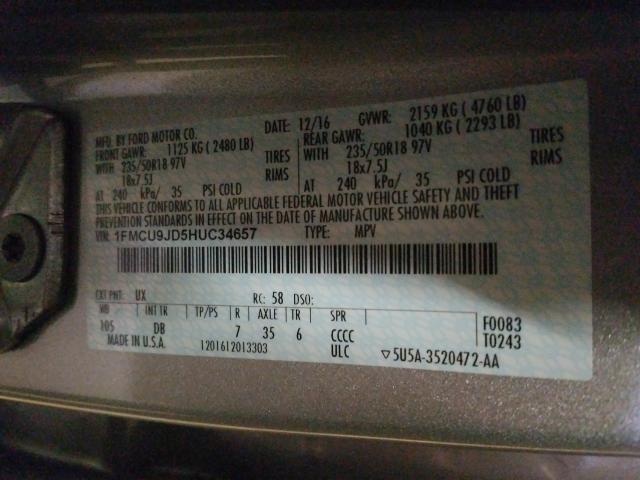 MFG. BY FORD MOTOR CO. DATE: 12/16 GVWR: 2159 KG ( 4760 LB)
FRONT GAWR: 1125 KG ( 2480 LB) REAR GAWR: 1040 KG ( 2293 LB)
WITH 235/50R18 97V TIRES WITH 235/50R18 97V TIRES
18x7.5J RIMS 18x7.5J RIMS
AT 240 kPa/ 35 PSI COLD AT 240 kPa/ 35 PSI COLD
THIS VEHICLE CONFORMS TO ALL APPLICABLE FEDERAL MOTOR VEHICLE SAFETY AND THEFT
PREVENTION STANDARDS IN EFFECT ON THE DATE OF MANUFACTURE SHOWN ABOVE.
VIN: 1FMCU9JD5HUC34657 TYPE: MPV
EXT PNT: UX RC: 58 DSO:
WB INT TR TP/PS R AXLE TR SPR F0083
105 DB 7 35 6 CCCC T0243
MADE IN U.S.A. 1201612013303 ULC ▽5U5A-3520472-AA